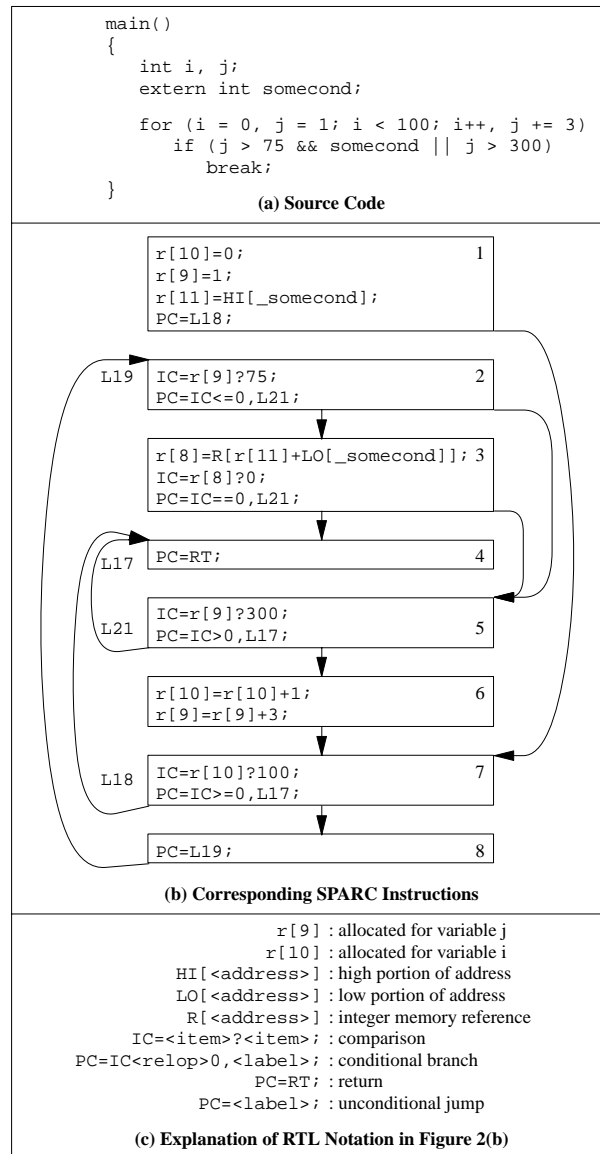 main()
{
int i, j;
extern int somecond;
for (i = 0, j = 1; i < 100; i++, j += 3)
if (j > 75 && somecond || j > 300)
break;
}
(a) Source Code
r[10]=0; 1
r[9]=1;
r[11]=HI[_somecond];
PC=L18;
L19 IC=r[9]?75; 2
PC=IC<=0,L21;
r[8]=R[r[11]+LO[_somecond]]; 3
IC=r[8]?0;
PC=IC==0,L21;
L17 PC=RT; 4
IC=r[9]?300;
L21 PC=IC>0,L17; 5
r[10]=r[10]+1; 6
r[9]=r[9]+3;
L18 IC=r[10]?100; 7
PC=IC>=0,L17;
PC=L19; 8
(b) Corresponding SPARC Instructions
r[9] : allocated for variable j
r[10] : allocated for variable i
HI[<address>] : high portion of address
LO[<address>] : low portion of address
R[<address>] : integer memory reference
IC=<item>?<item>; : comparison
PC=IC<relop>0,<label>; : conditional branch
PC=RT; : return
PC=<label>; : unconditional jump
(c) Explanation of RTL Notation in Figure 2(b)